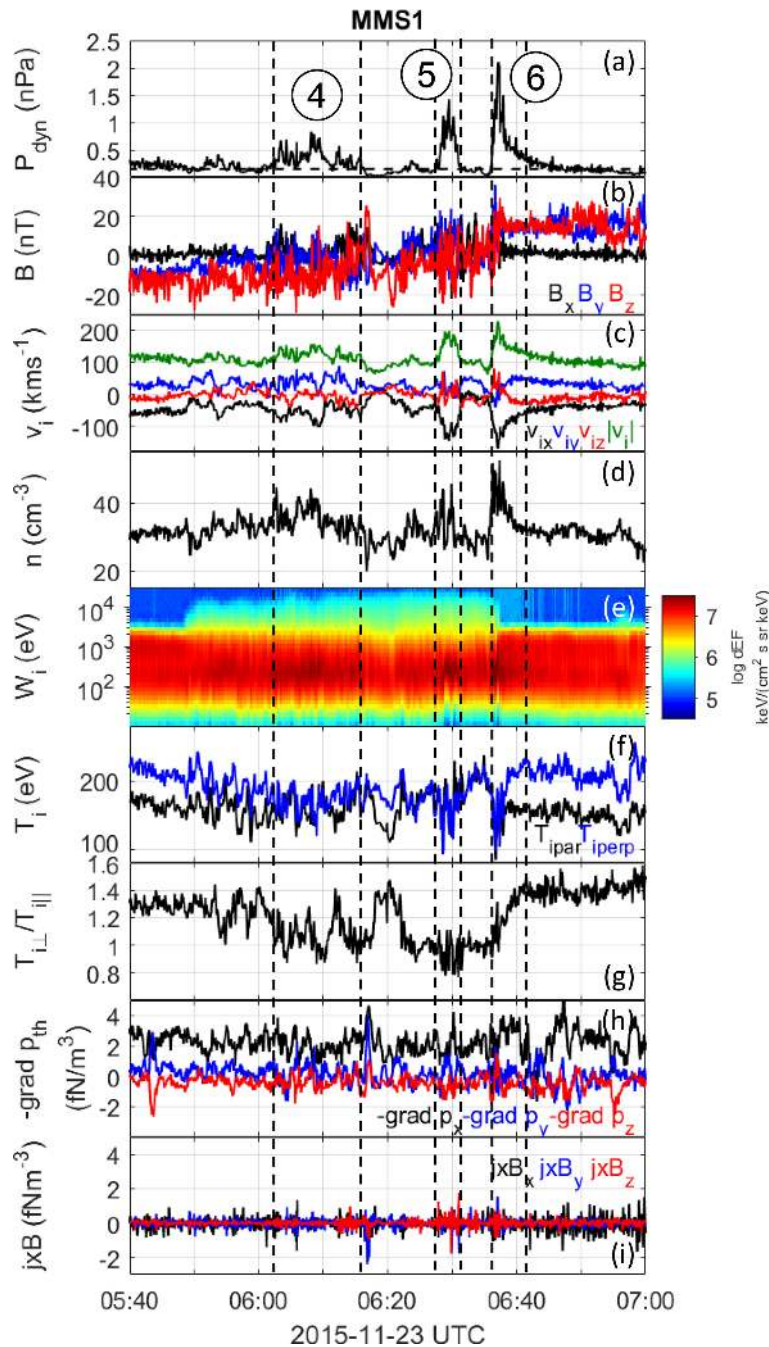 MMS1
2.5
2
1.5
1
0.5
P_dyn (nPa)
4
5
6
(a)
40
20
0
-20
B (nT)
(b)
B_x B_y B_z
200
100
0
-100
v_i (kms^-1)
(c)
v_ix v_iy v_iz |v_i|
40
20
n (cm^-3)
(d)
10^4
10^3
10^2
W_i (eV)
(e)
7
6
5
log dEF
keV/(cm^2 s sr keV)
200
100
T_i (eV)
(f)
T_ipar T_iperp
1.6
1.4
1.2
1
0.8
T_i⊥/T_i||
(g)
4
2
0
-2
-grad p_th
(fN/m^3)
(h)
-grad p_x -grad p_y -grad p_z
4
2
0
-2
jxB (fNm^-3)
jxB_x jxB_y jxB_z
(i)
05:40 06:00 06:20 06:40 07:00
2015-11-23 UTC